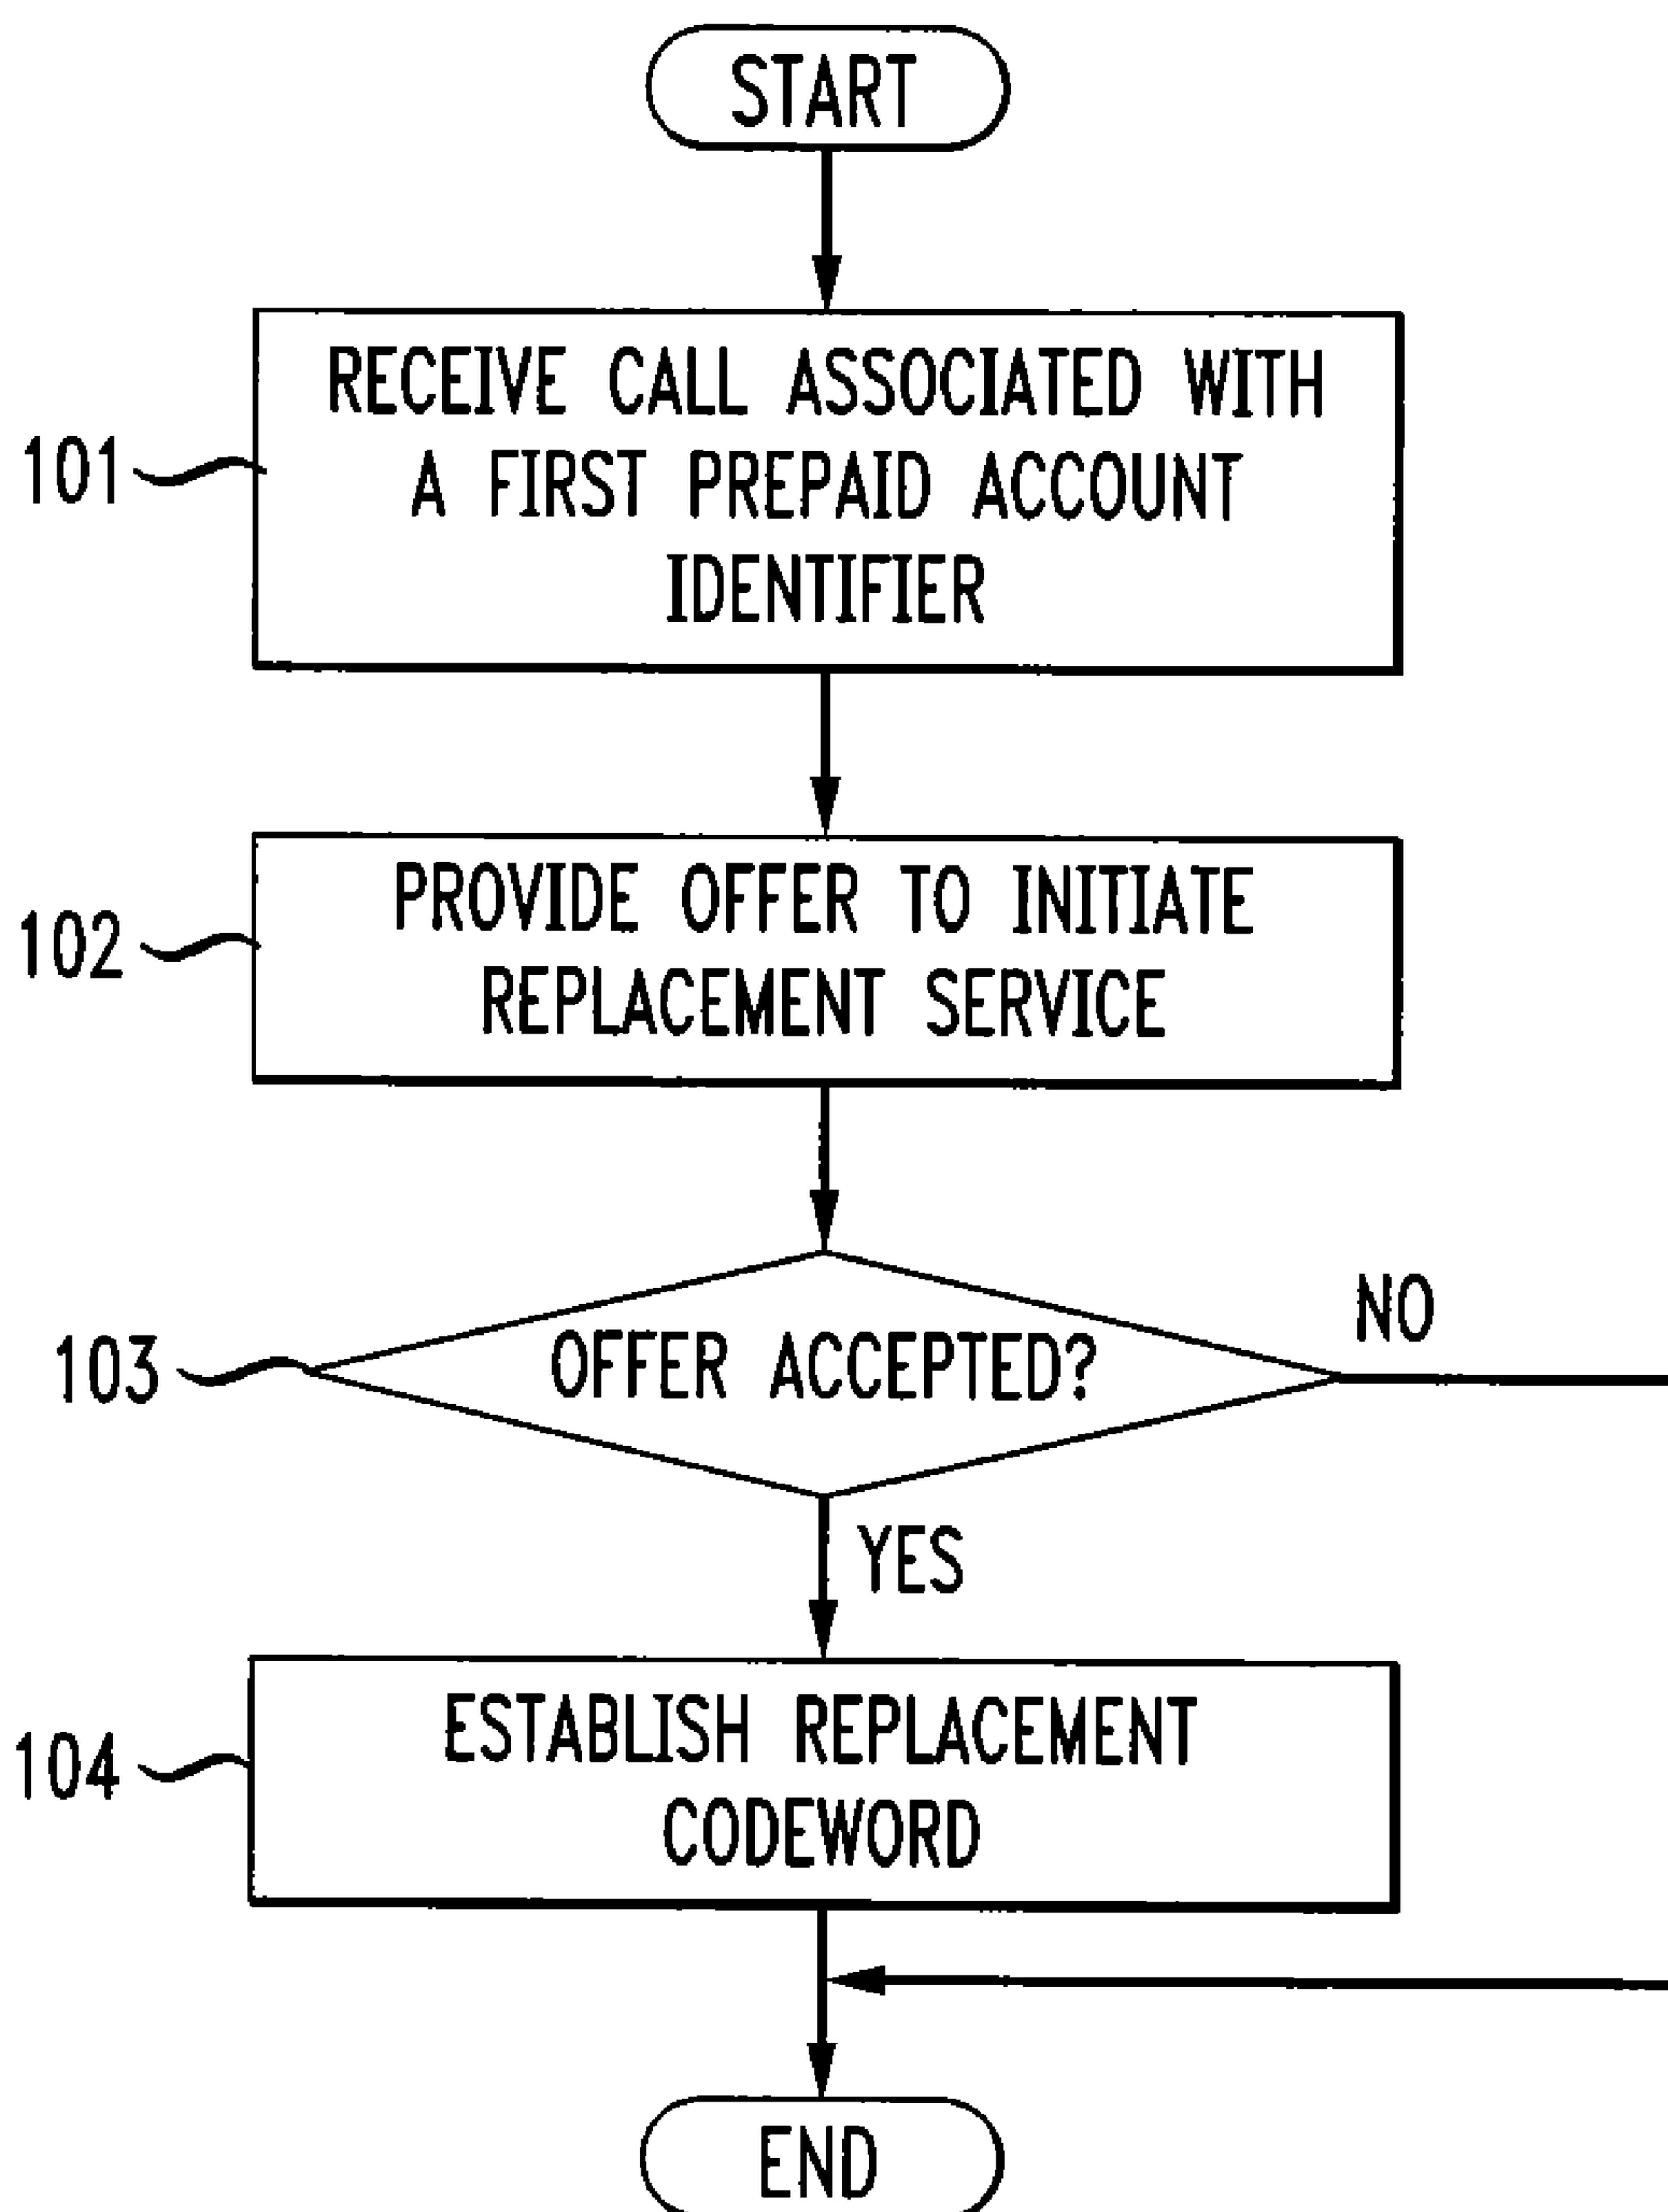 START
RECEIVE CALL ASSOCIATED WITH
A FIRST PREPAID ACCOUNT
IDENTIFIER
101
PROVIDE OFFER TO INITIATE
REPLACEMENT SERVICE
102
OFFER ACCEPTED?
103
NO
YES
ESTABLISH REPLACEMENT
CODEWORD
104
END